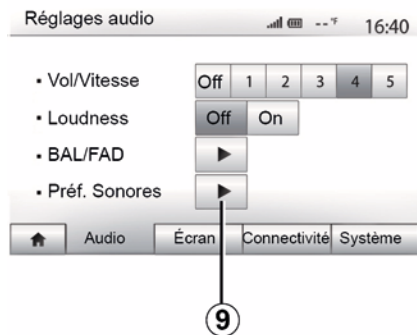 Réglages audio -- °F 16:40
▪ Vol/Vitesse Off 1 2 3 4 5
▪ Loudness Off On
▪ BAL/FAD
▪ Préf. Sonores
Audio Écran Connectivité Système
9